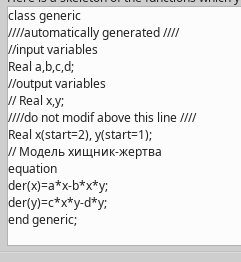 Here is a skeleton of the functions which y
class generic
////automatically generated ////
//input variables
Real a,b,c,d;
//output variables
// Real x,y;
////do not modif above this line ////
Real x(start=2), y(start=1);
// Модель хищник-жертва
equation
der(x)=a*x-b*x*y;
der(y)=c*x*y-d*y;
end generic;